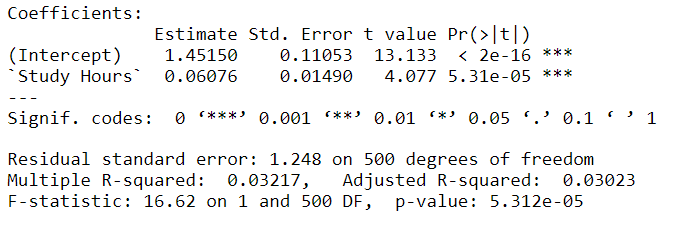 Coefficients:
Estimate Std. Error t value Pr(>|t|)
(Intercept) 1.45150 0.11053 13.133 < 2e-16 ***
`Study Hours` 0.06076 0.01490 4.077 5.31e-05 ***
---
Signif. codes: 0 ‘***’ 0.001 ‘**’ 0.01 ‘*’ 0.05 ‘.’ 0.1 ‘ ’ 1
Residual standard error: 1.248 on 500 degrees of freedom
Multiple R-squared: 0.03217, Adjusted R-squared: 0.03023
F-statistic: 16.62 on 1 and 500 DF, p-value: 5.312e-05